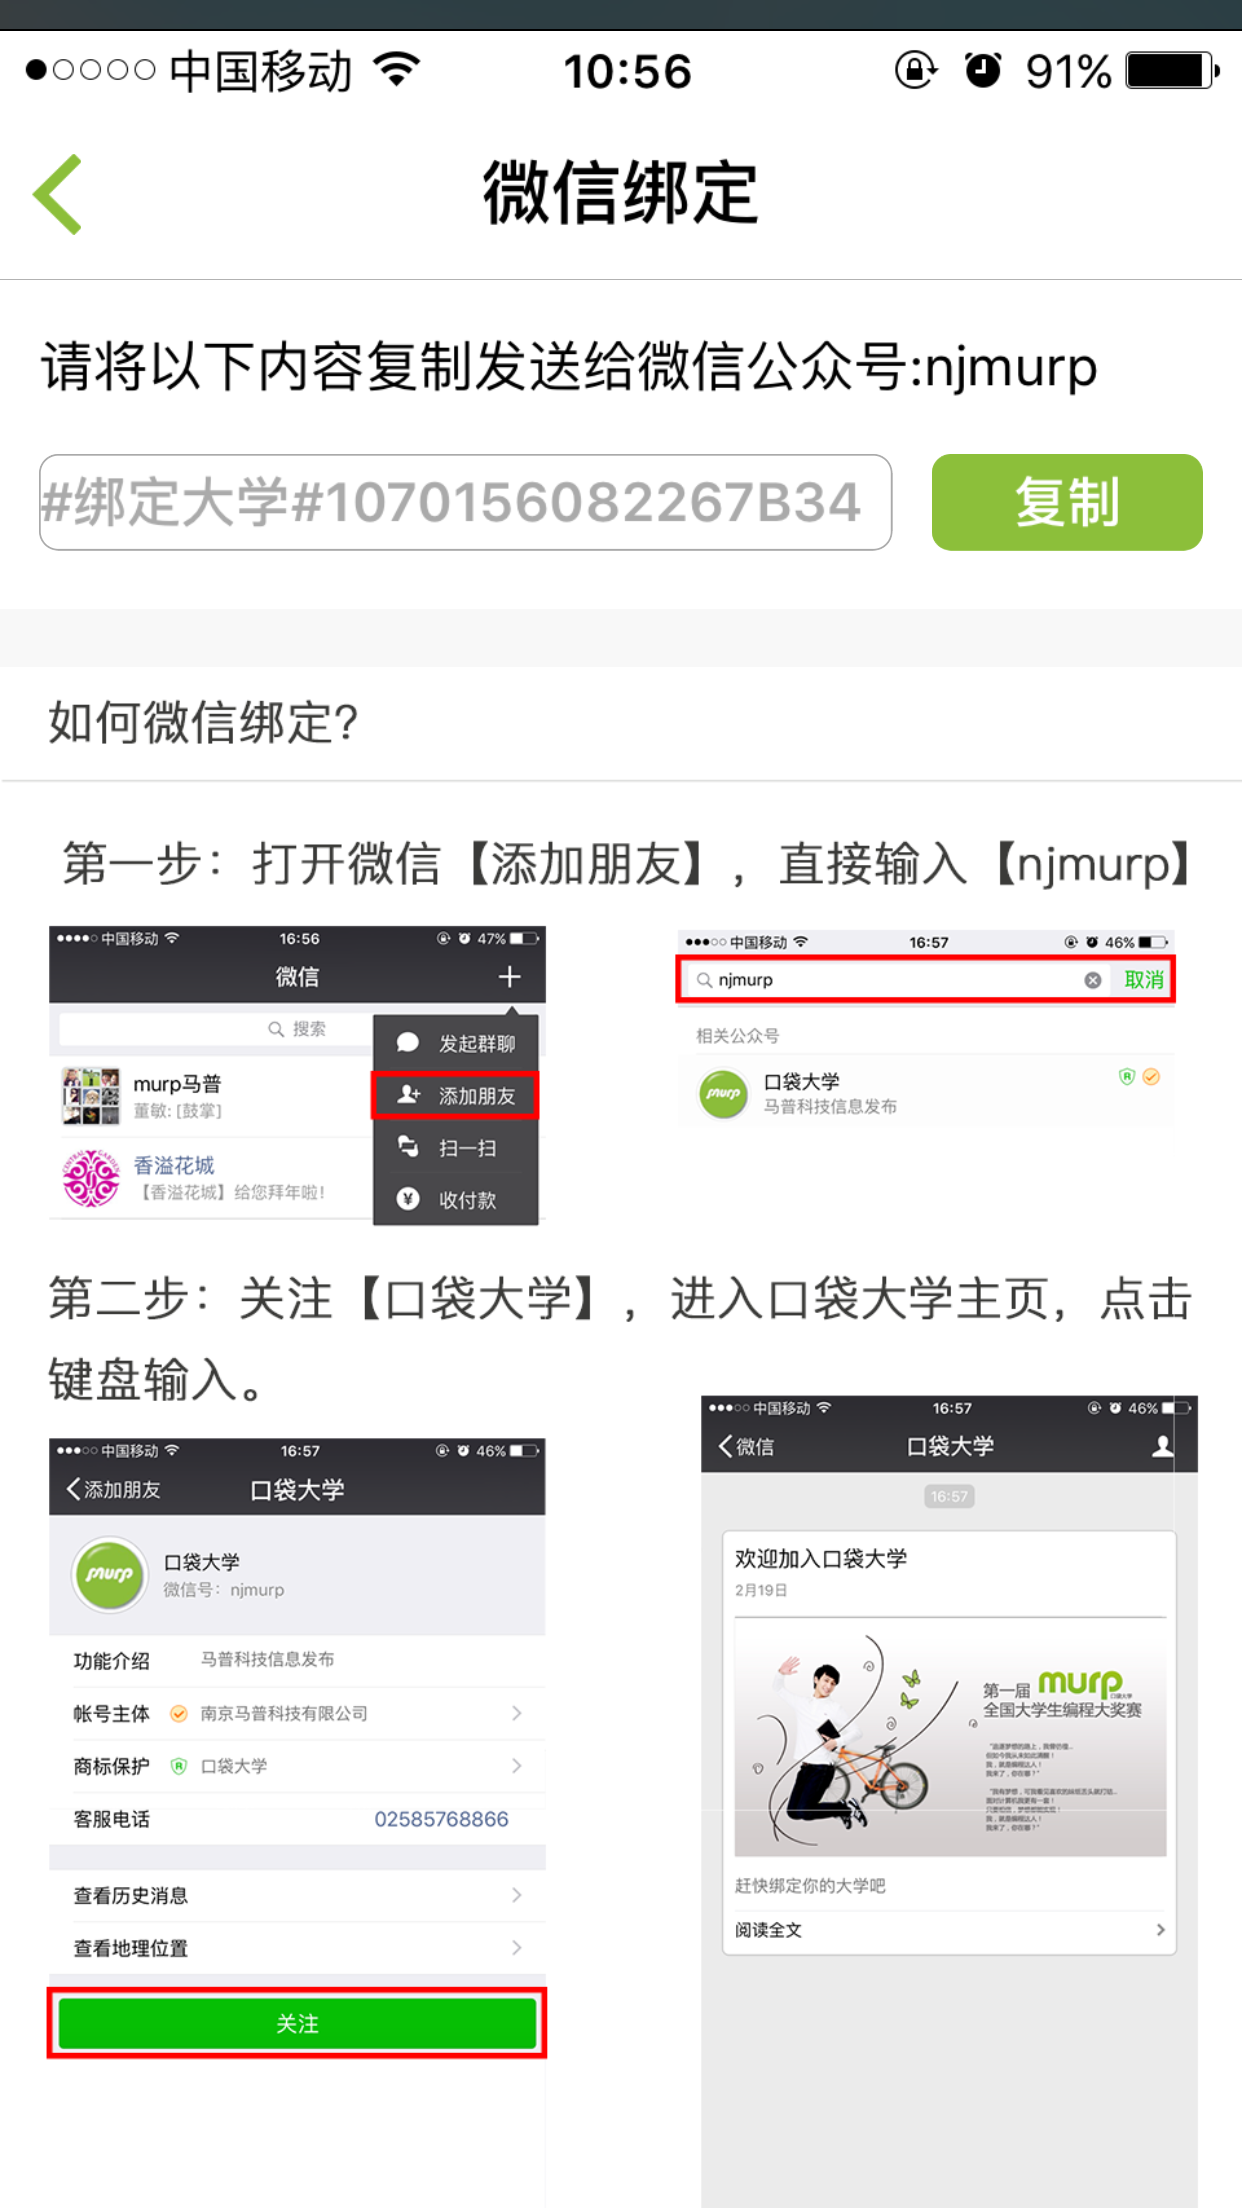 中国移动 10:56 91%
微信绑定
请将以下内容复制发送给微信公众号:njmurp
#绑定大学#1070156082267B34 复制
如何微信绑定?
第一步：打开微信【添加朋友】，直接输入【njmurp】
中国移动 16:56 47%
微信
搜索
发起群聊
添加朋友
扫一扫
收付款
murp马普
董敏: [鼓掌]
香溢花城
【香溢花城】给您拜年啦!
中国移动 16:57 46%
njmurp 取消
相关公众号
口袋大学
马普科技信息发布
murp
第二步：关注【口袋大学】，进入口袋大学主页，点击
键盘输入。
中国移动 16:57 46%
添加朋友 口袋大学
murp
口袋大学
微信号：njmurp
功能介绍 马普科技信息发布
帐号主体 南京马普科技有限公司
商标保护 口袋大学
客服电话 02585768866
查看历史消息
查看地理位置
关注
中国移动 16:57 46%
微信 口袋大学
16:57
欢迎加入口袋大学
2月19日
第一届 murp
全国大学生编程大奖赛
赶快绑定你的大学吧
阅读全文